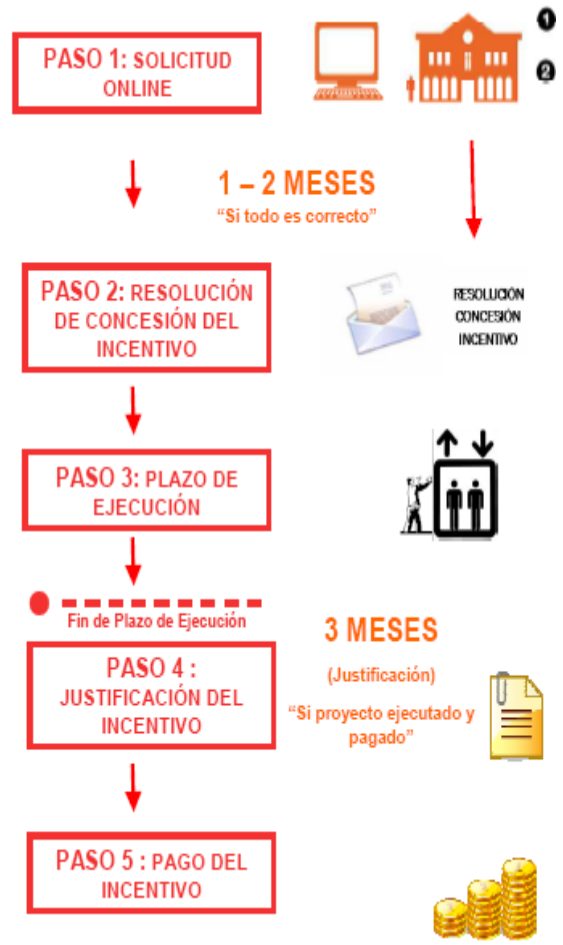 PASO 1: SOLICITUD
ONLINE
1
2
1 – 2 MESES
“Si todo es correcto”
PASO 2: RESOLUCIÓN
DE CONCESIÓN DEL
INCENTIVO
RESOLUCIÓN
CONCESIÓN
INCENTIVO
PASO 3: PLAZO DE
EJECUCIÓN
Fin de Plazo de Ejecución
3 MESES
(Justificación)
“Si proyecto ejecutado y
pagado”
PASO 4 :
JUSTIFICACIÓN DEL
INCENTIVO
PASO 5 : PAGO DEL
INCENTIVO